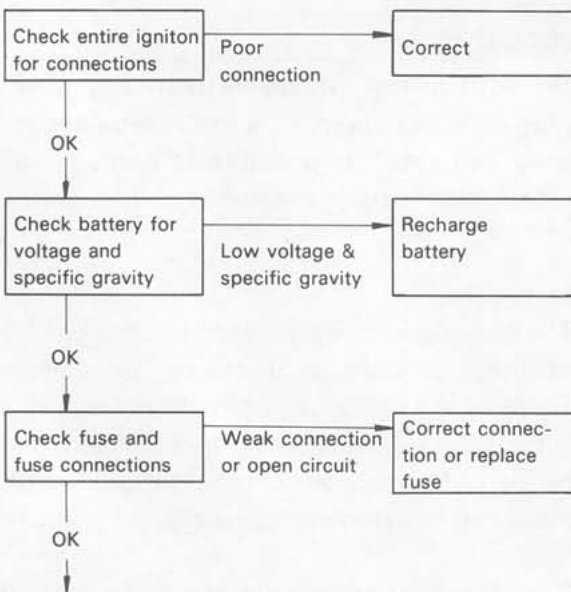 Check entire igniton
for connections
Poor
connection
Correct
OK
Check battery for
voltage and
specific gravity
Low voltage &
specific gravity
Recharge
battery
OK
Check fuse and
fuse connections
Weak connection
or open circuit
Correct connec-
tion or replace
fuse
OK